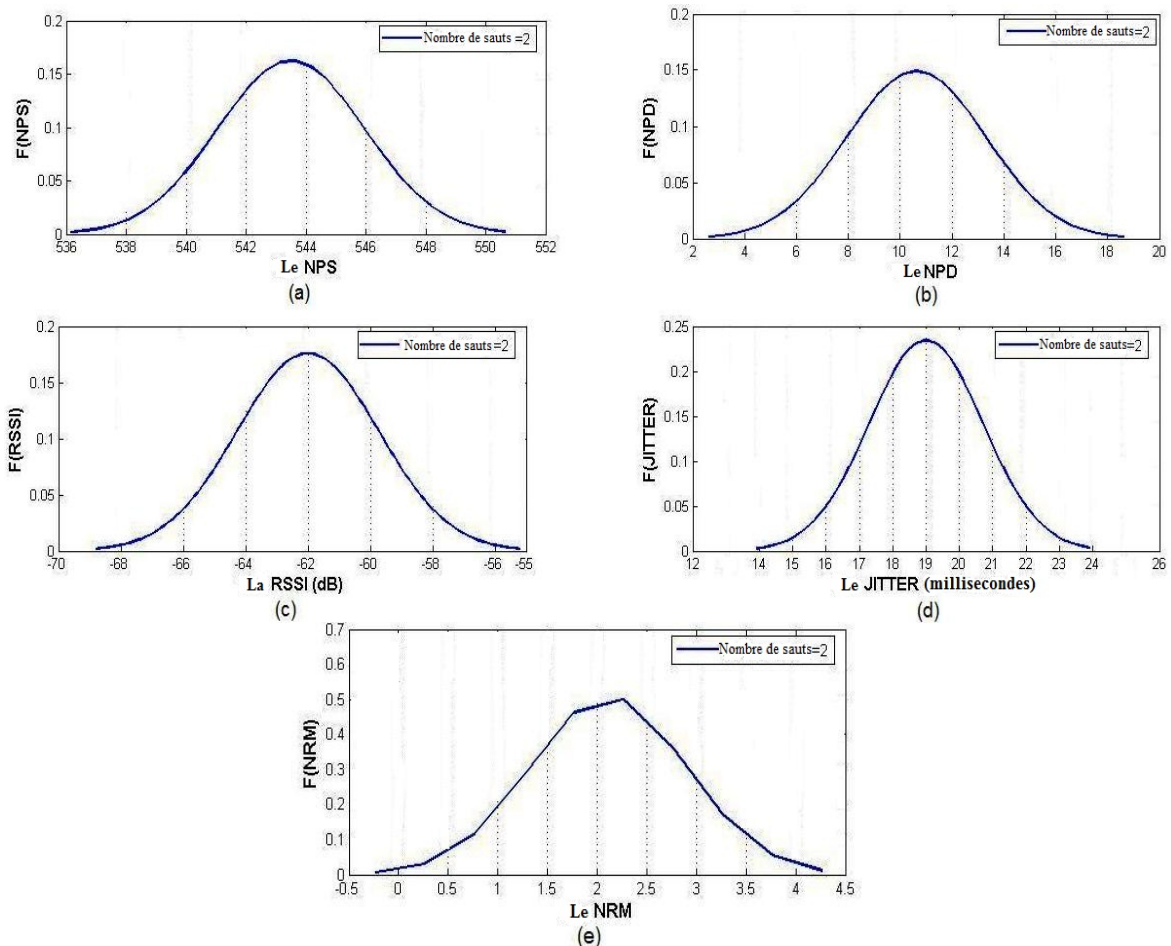 0.2
0.15
0.1
0.05
0
F(NPS)
Nombre de sauts =2
536 538 540 542 544 546 548 550 552
Le NPS
(a)
0.2
0.15
0.1
0.05
0
F(NPD)
Nombre de sauts=2
2 4 6 8 10 12 14 16 18 20
Le NPD
(b)
0.2
0.15
0.1
0.05
0
F(RSSI)
Nombre de sauts=2
-70 -68 -66 -64 -62 -60 -58 -56 -55
La RSSI (dB)
(c)
0.25
0.2
0.15
0.1
0.05
0
F(JITTER)
Nombre de sauts=2
12 14 15 16 17 18 19 20 21 22 23 24 26
Le JITTER (millisecondes)
(d)
0.7
0.6
0.5
0.4
0.3
0.2
0.1
0
F(NRM)
Nombre de sauts=2
-0.5 0 0.5 1 1.5 2 2.5 3 3.5 4 4.5
Le NRM
(e)